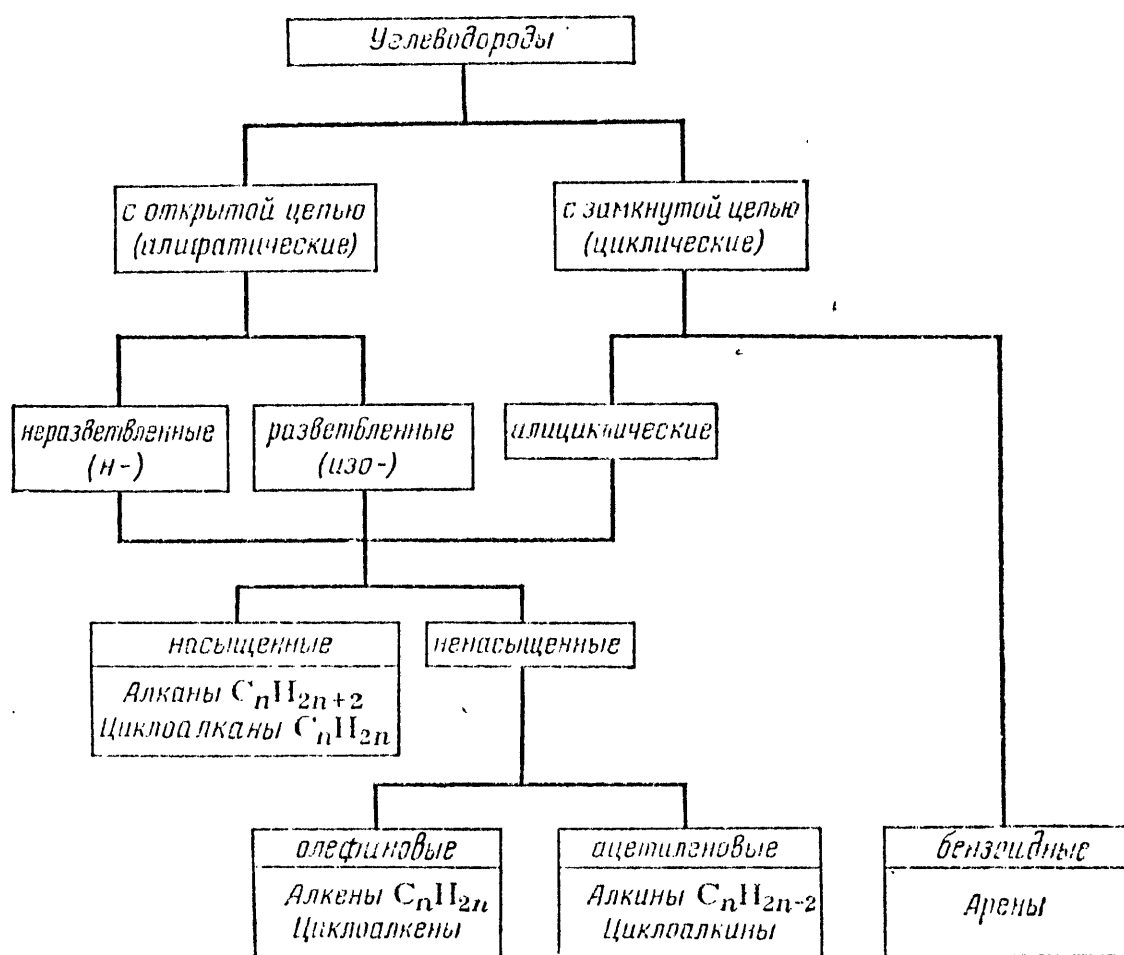 Углеводороды
с открытой цепью
(алифатические)
с замкнутой цепью
(циклические)
неразветвленные
(н-)
разветвленные
(изо-)
алициклические
насыщенные
Алканы CnH2n+2
Циклоалканы CnH2n
ненасыщенные
олефиновые
Алкены CnH2n
Циклоалкены
ацетиленовые
Алкины CnH2n-2
Циклоалкины
бензоидные
Арены